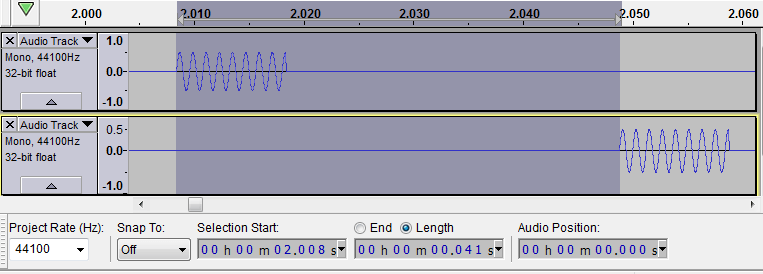 2.000 2.010 2.020 2.030 2.040 2.050 2.060
X Audio Track
Mono, 44100Hz
32-bit float
1.0
0.0-
-1.0
X Audio Track
Mono, 44100Hz
32-bit float
0.5-
0.0-
-1.0
Project Rate (Hz): Snap To: Selection Start: End Length Audio Position:
44100 Off 00 h 00 m 02.008 s 00 h 00 m 00.041 s 00 h 00 m 00.000 s